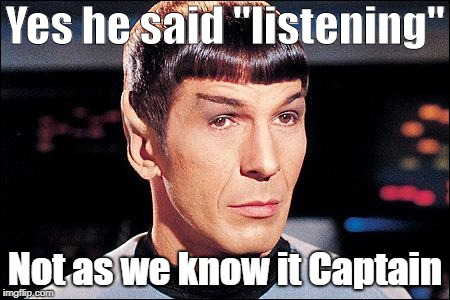 Yes he said "listening"
Not as we know it Captain
imgflip.com